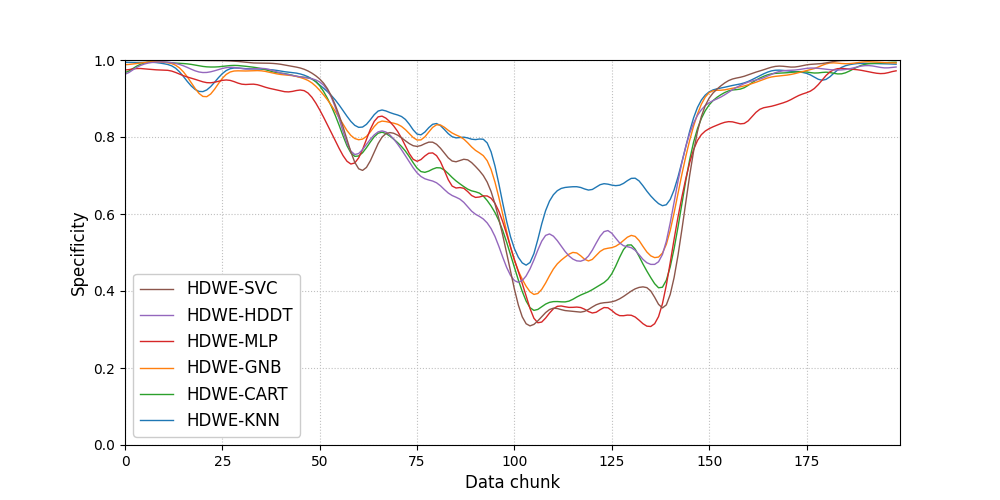 1.0
0.8
0.6
0.4
0.2
0.0
Specificity
HDWE-SVC
HDWE-HDDT
HDWE-MLP
HDWE-GNB
HDWE-CART
HDWE-KNN
0 25 50 75 100 125 150 175
Data chunk